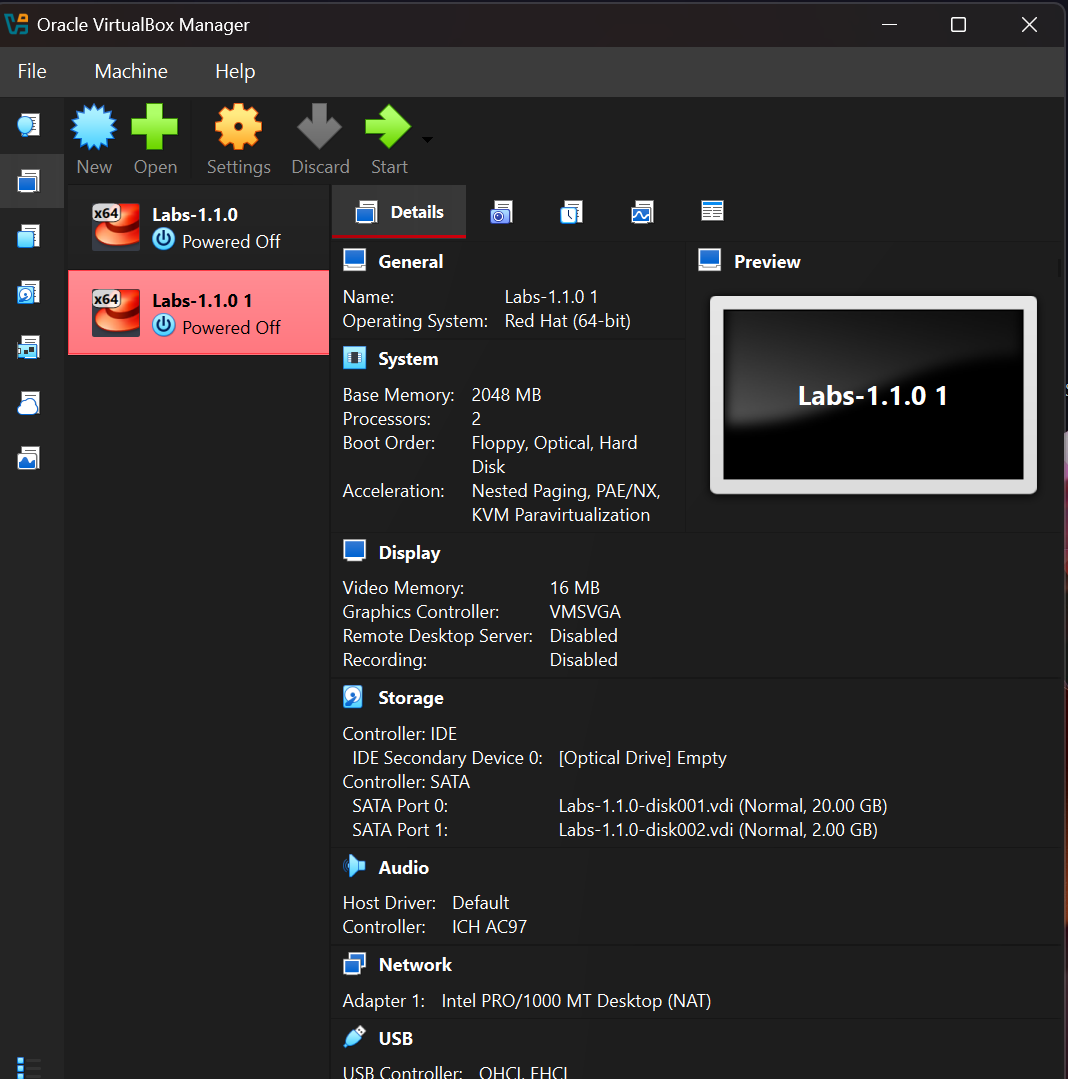 Oracle VirtualBox Manager
File Machine Help
New Open Settings Discard Start
x64 Labs-1.1.0
Powered Off
x64 Labs-1.1.0 1
Powered Off
Details
General
Name: Labs-1.1.0 1
Operating System: Red Hat (64-bit)
Preview
Labs-1.1.0 1
System
Base Memory: 2048 MB
Processors: 2
Boot Order: Floppy, Optical, Hard
Disk
Acceleration: Nested Paging, PAE/NX,
KVM Paravirtualization
Display
Video Memory: 16 MB
Graphics Controller: VMSVGA
Remote Desktop Server: Disabled
Recording: Disabled
Storage
Controller: IDE
IDE Secondary Device 0: [Optical Drive] Empty
Controller: SATA
SATA Port 0: Labs-1.1.0-disk001.vdi (Normal, 20.00 GB)
SATA Port 1: Labs-1.1.0-disk002.vdi (Normal, 2.00 GB)
Audio
Host Driver: Default
Controller: ICH AC97
Network
Adapter 1: Intel PRO/1000 MT Desktop (NAT)
USB
USB Controller: OHCI, EHCI